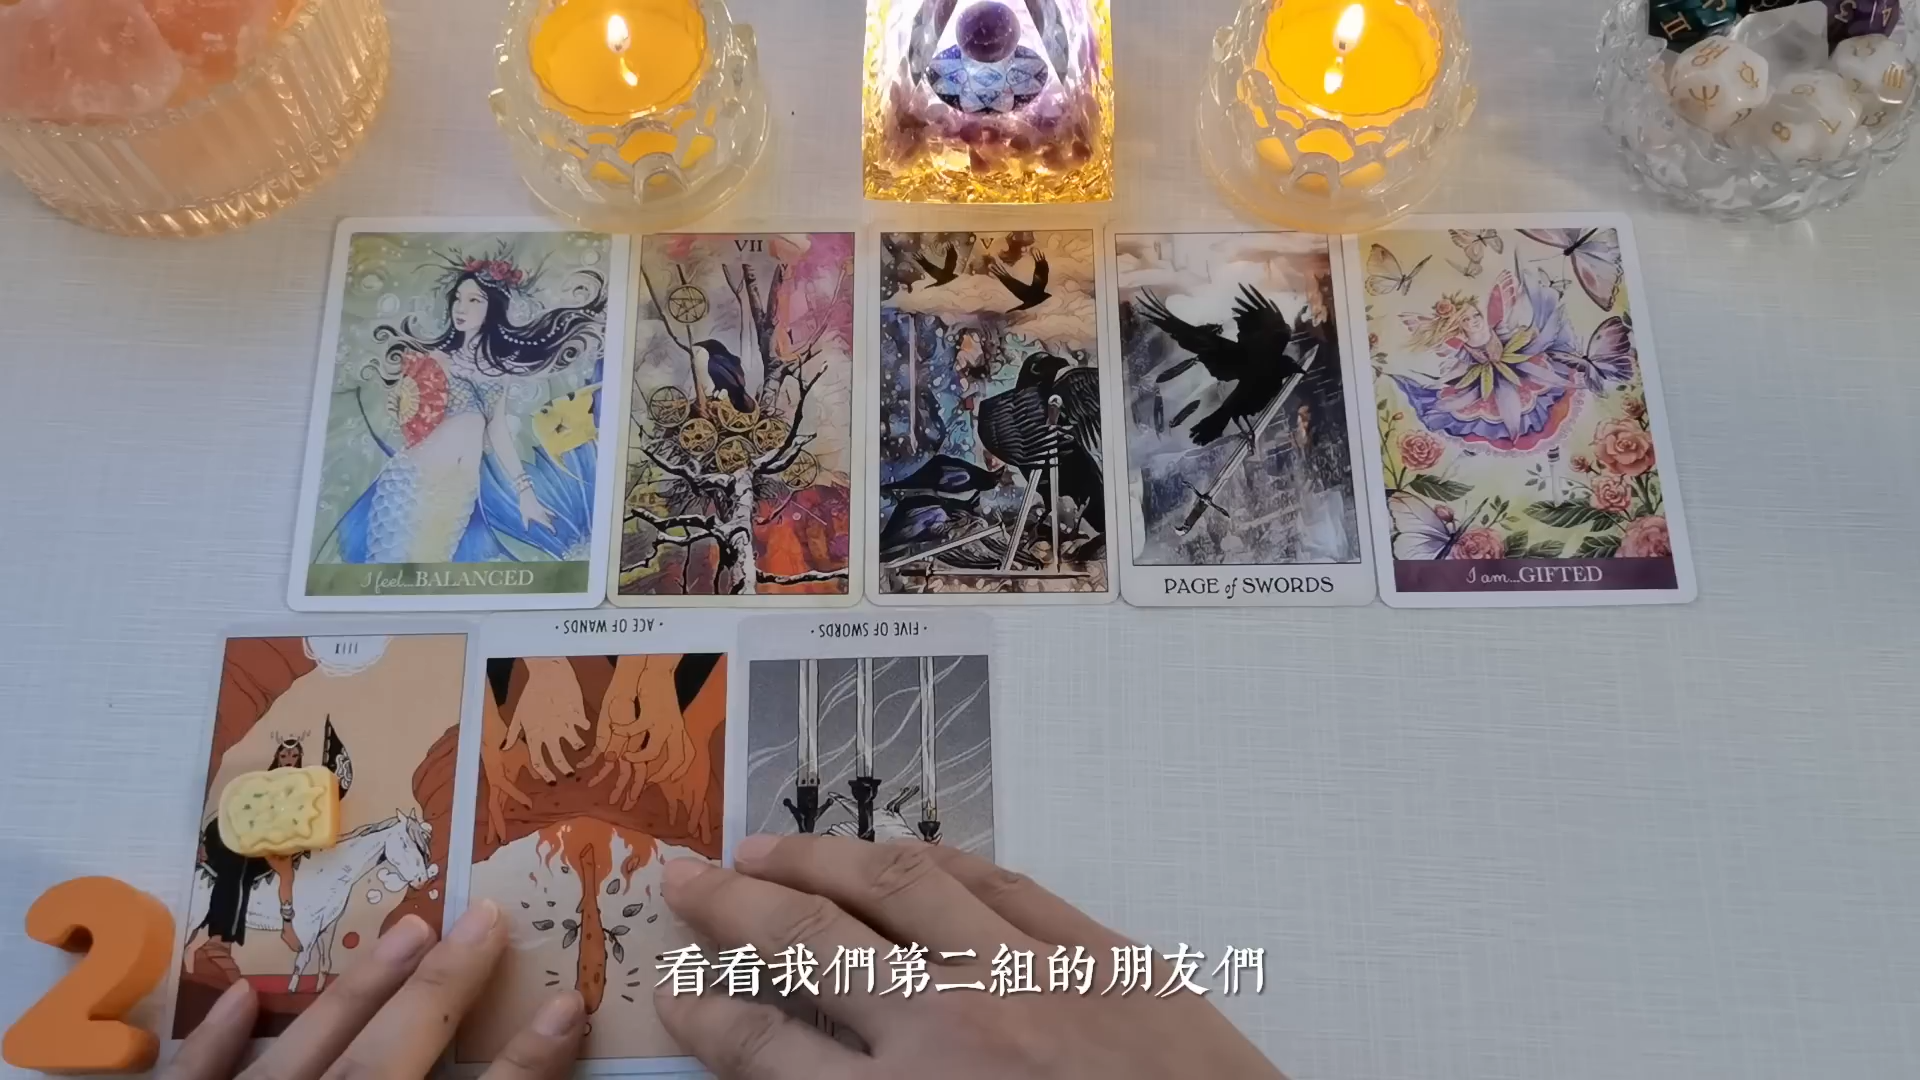 VII
V
I feel...BALANCED
PAGE of SWORDS
I am...GIFTED
• ACE OF WANDS •
• FIVE OF SWORDS •
2
看看我們第二組的朋友們